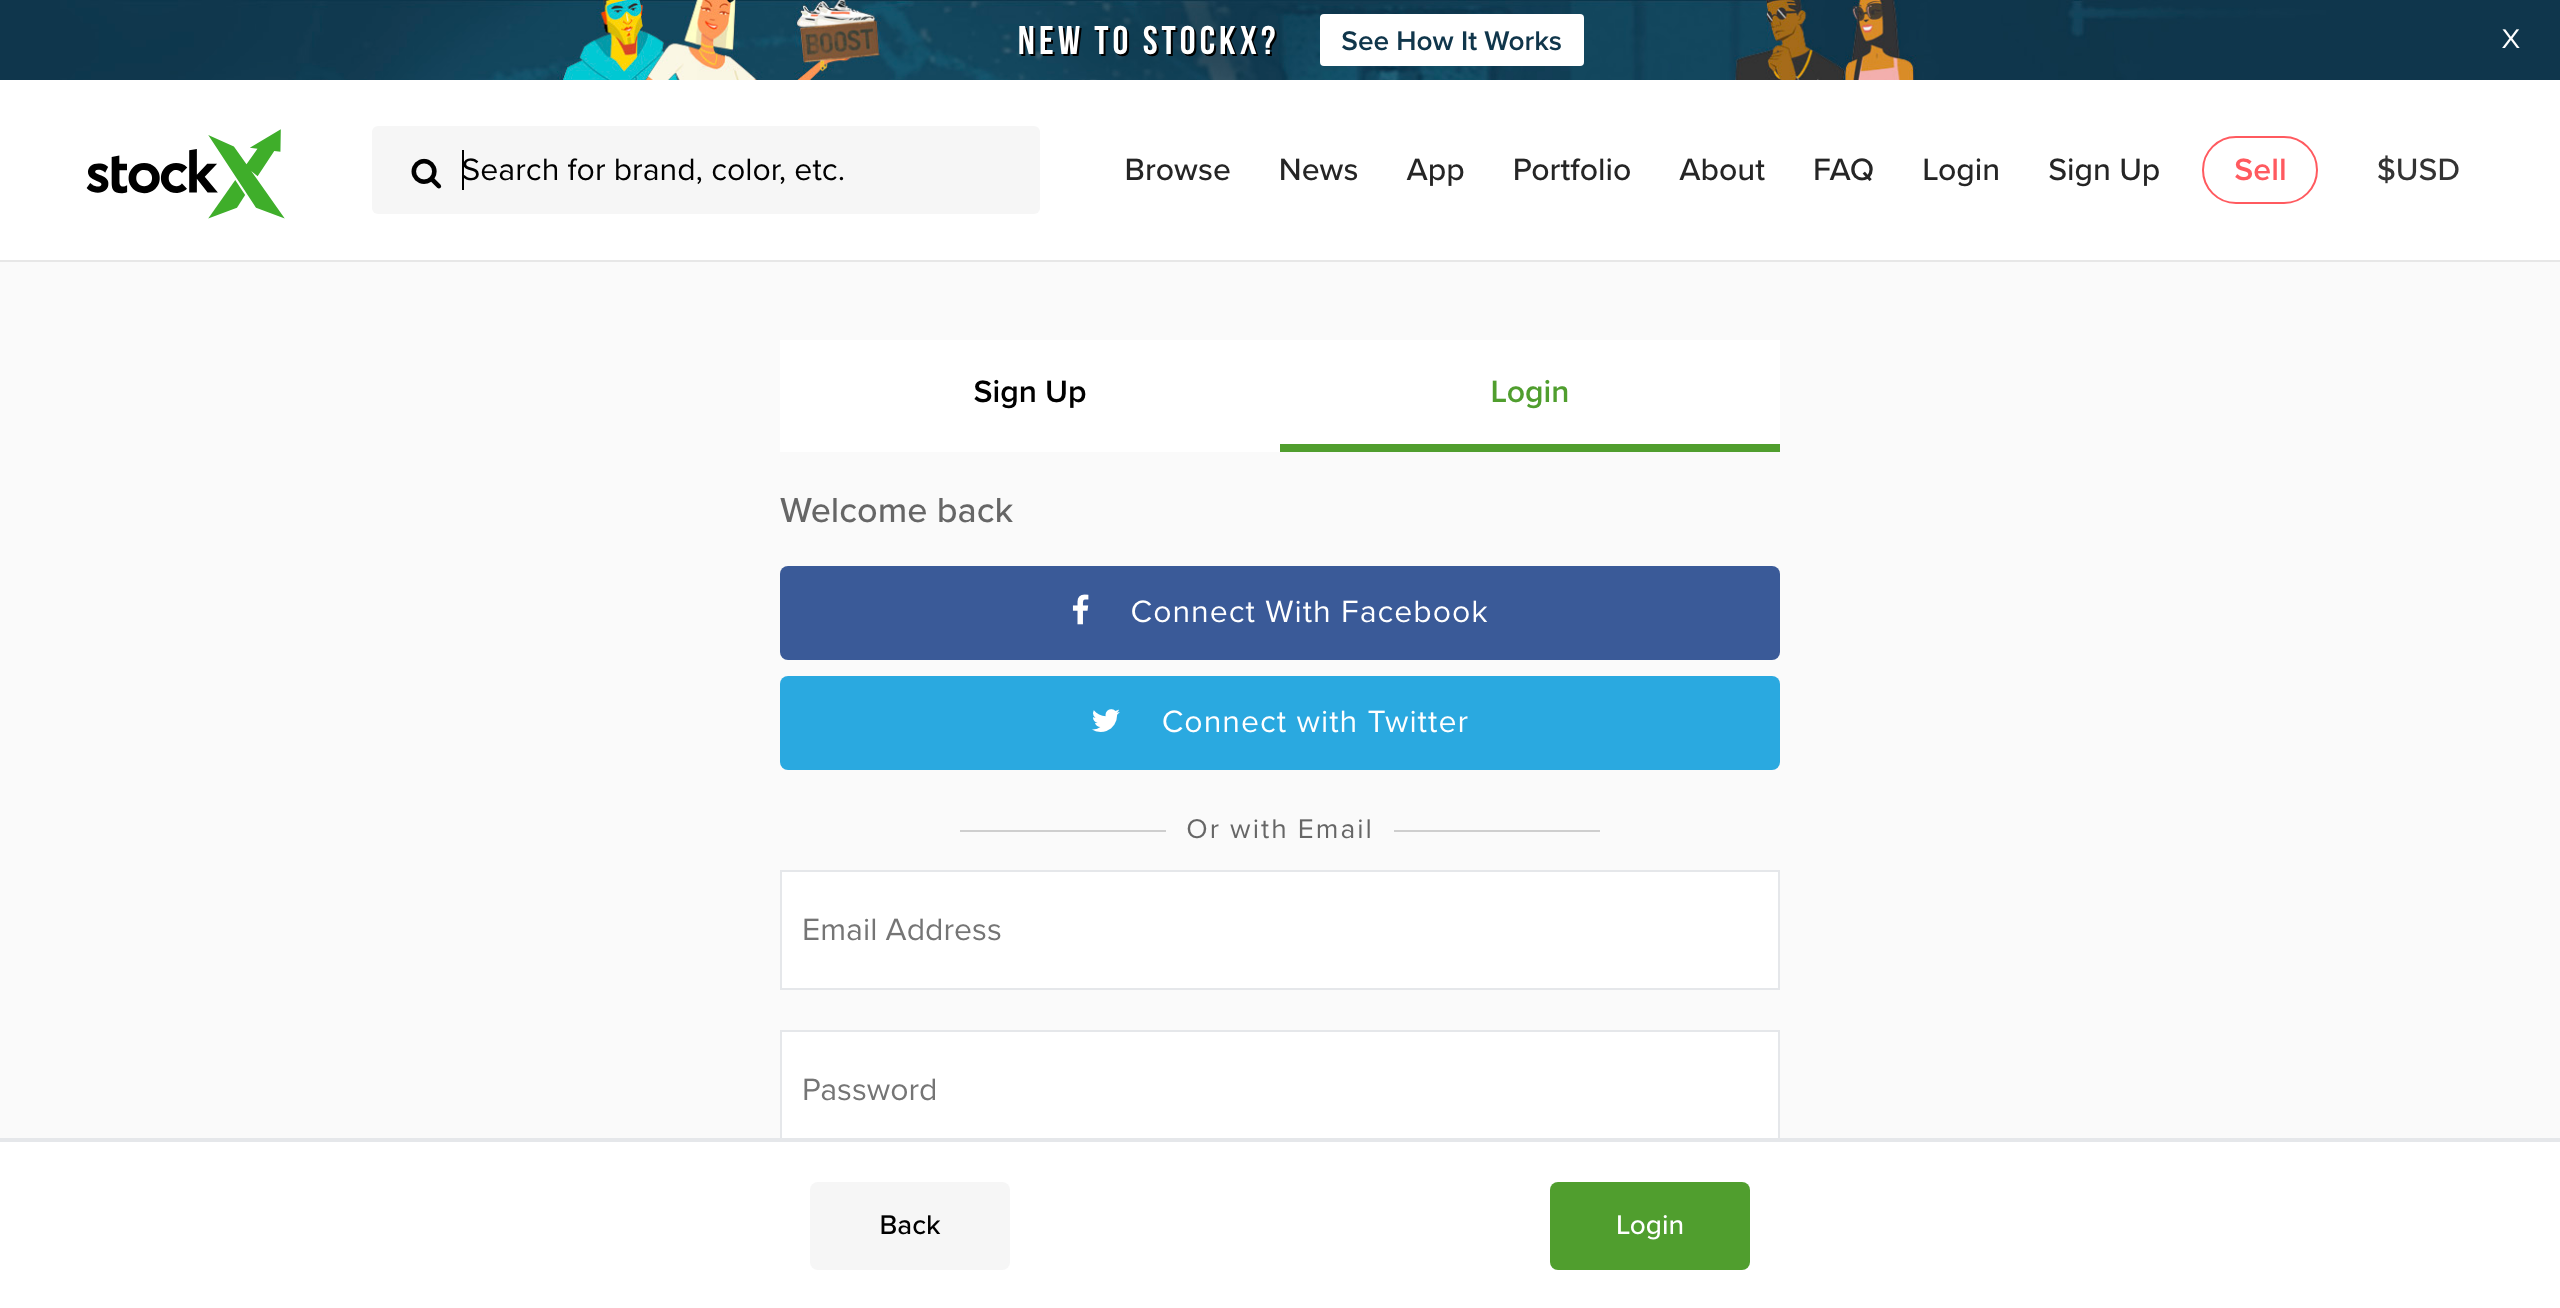 BOOST
NEW TO STOCKX?
See How It Works
X
stockX
Search for brand, color, etc.
Browse
News
App
Portfolio
About
FAQ
Login
Sign Up
Sell
$USD
Sign Up
Login
Welcome back
Connect With Facebook
Connect with Twitter
Or with Email
Email Address
Password
Back
Login